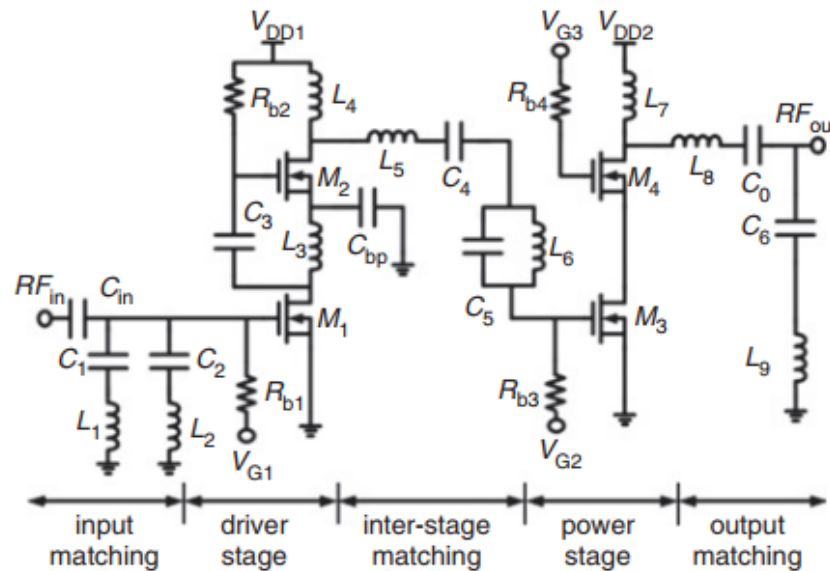 V_DD1
V_G3
V_DD2
R_b2
L_4
R_b4
L_7
RF_ou
L_5
C_4
M_2
M_4
L_8
C_0
C_3
L_3
C_bp
L_6
C_6
RF_in
C_in
C_5
M_1
M_3
C_1
C_2
R_b1
R_b3
L_9
L_1
L_2
V_G1
V_G2
input matching
driver stage
inter-stage matching
power stage
output matching